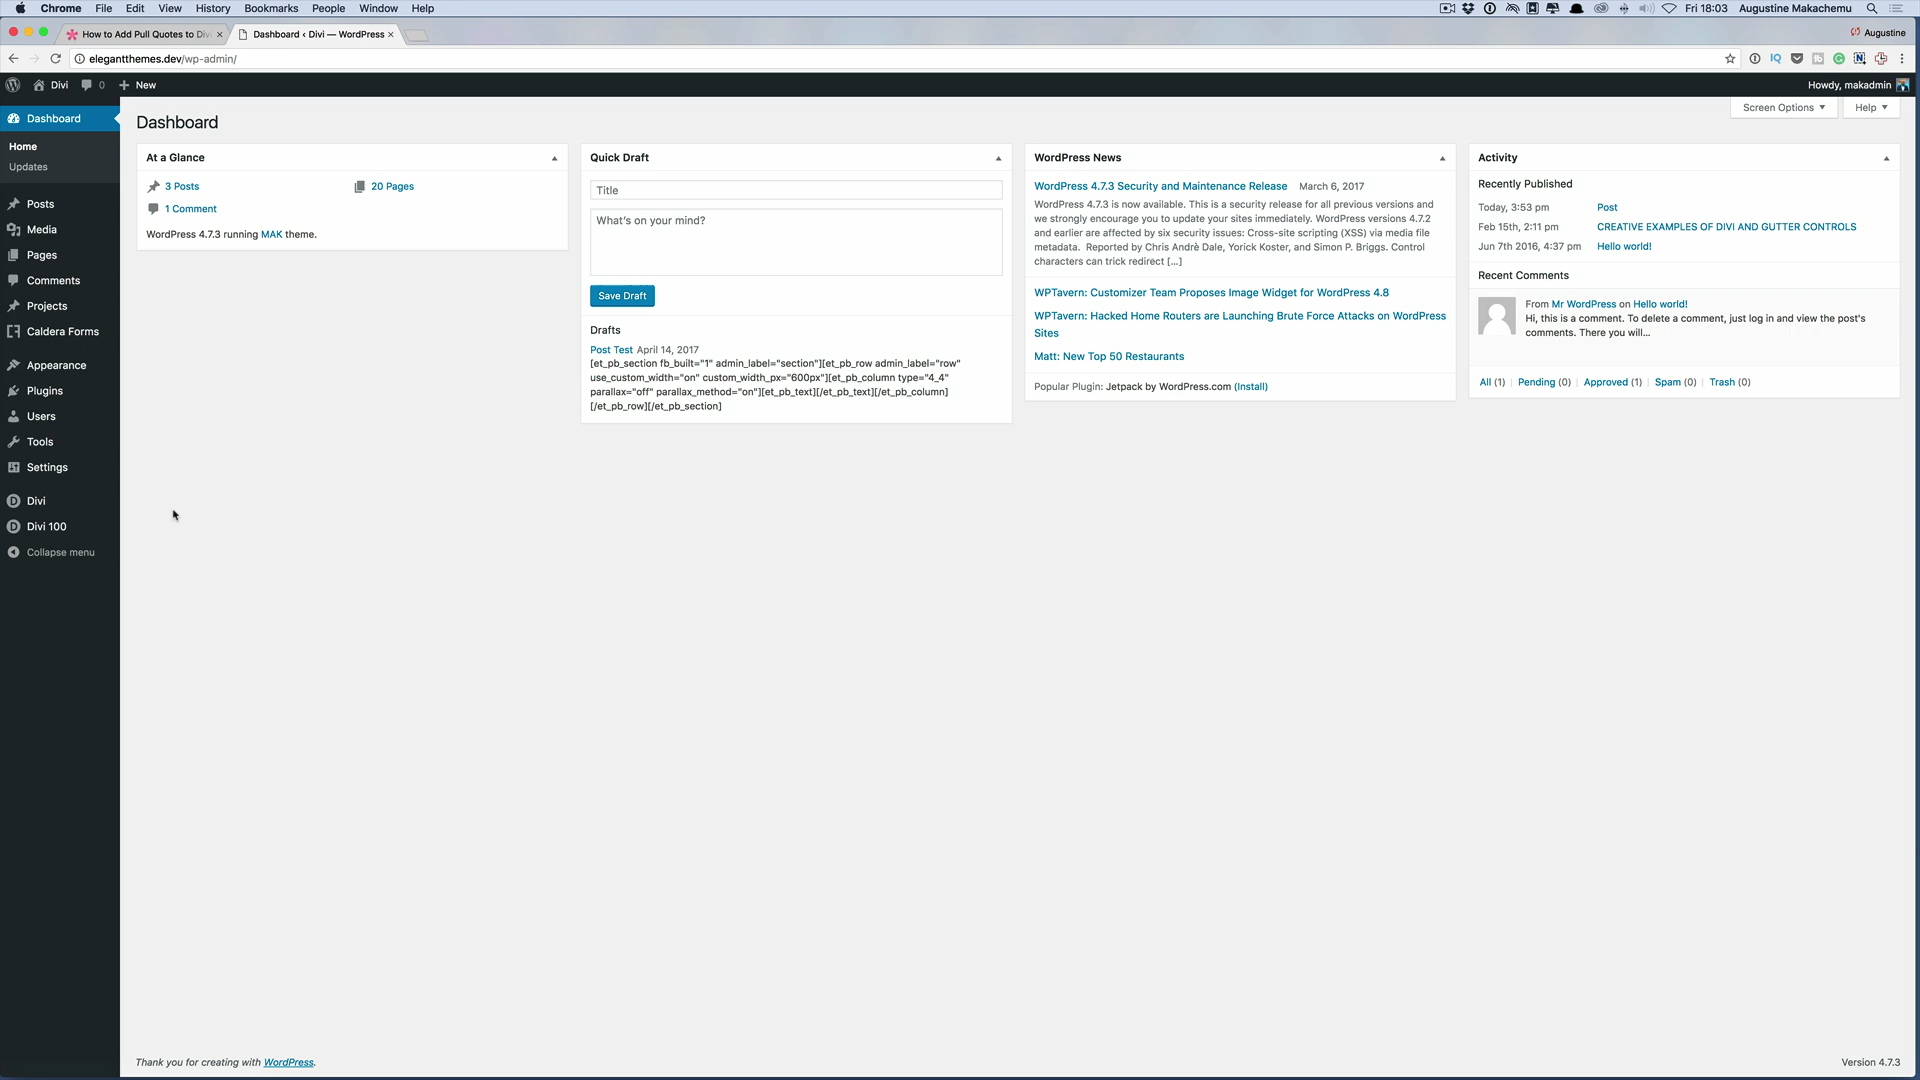 Chrome File Edit View History Bookmarks People Window Help
Fri 18:03 Augustine Makachemu
How to Add Pull Quotes to Divi
Dashboard ‹ Divi — WordPress
Augustine
elegantthemes.dev/wp-admin/
Divi 0 New
Howdy, makadmin
Dashboard
Home
Updates
Posts
Media
Pages
Comments
Projects
Caldera Forms
Appearance
Plugins
Users
Tools
Settings
Divi
Divi 100
Collapse menu
Screen Options
Help
Dashboard
At a Glance
3 Posts
20 Pages
1 Comment
WordPress 4.7.3 running MAK theme.
Quick Draft
Title
What's on your mind?
Save Draft
Drafts
Post Test April 14, 2017
[et_pb_section fb_built="1" admin_label="section"][et_pb_row admin_label="row"
use_custom_width="on" custom_width_px="600px"][et_pb_column type="4_4"
parallax="off" parallax_method="on"][et_pb_text][/et_pb_text][/et_pb_column]
[/et_pb_row][/et_pb_section]
WordPress News
WordPress 4.7.3 Security and Maintenance Release March 6, 2017
WordPress 4.7.3 is now available. This is a security release for all previous versions and
we strongly encourage you to update your sites immediately. WordPress versions 4.7.2
and earlier are affected by six security issues: Cross-site scripting (XSS) via media file
metadata. Reported by Chris Andrè Dale, Yorick Koster, and Simon P. Briggs. Control
characters can trick redirect […]
WPTavern: Customizer Team Proposes Image Widget for WordPress 4.8
WPTavern: Hacked Home Routers are Launching Brute Force Attacks on WordPress
Sites
Matt: New Top 50 Restaurants
Popular Plugin: Jetpack by WordPress.com (Install)
Activity
Recently Published
Today, 3:53 pm Post
Feb 15th, 2:11 pm CREATIVE EXAMPLES OF DIVI AND GUTTER CONTROLS
Jun 7th 2016, 4:37 pm Hello world!
Recent Comments
From Mr WordPress on Hello world!
Hi, this is a comment. To delete a comment, just log in and view the post's
comments. There you will…
All (1) | Pending (0) | Approved (1) | Spam (0) | Trash (0)
Thank you for creating with WordPress.
Version 4.7.3